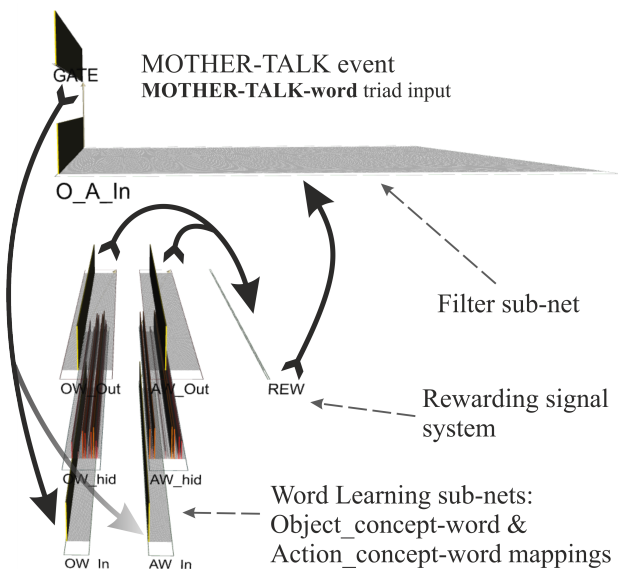 GATE
MOTHER-TALK event
MOTHER-TALK-word triad input
O_A_In
Filter sub-net
OW_Out
AW_Out
REW
Rewarding signal
system
OW_hid
AW_hid
Word Learning sub-nets:
Object_concept-word &
Action_concept-word mappings
OW_In
AW_In